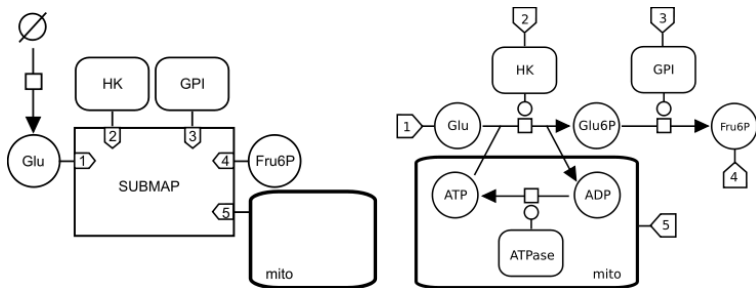 HK
GPI
2
3
Glu
1
SUBMAP
4
Fru6P
5
mito
2
3
HK
GPI
1
Glu
Glu6P
Fru6P
4
ATP
ADP
5
ATPase
mito